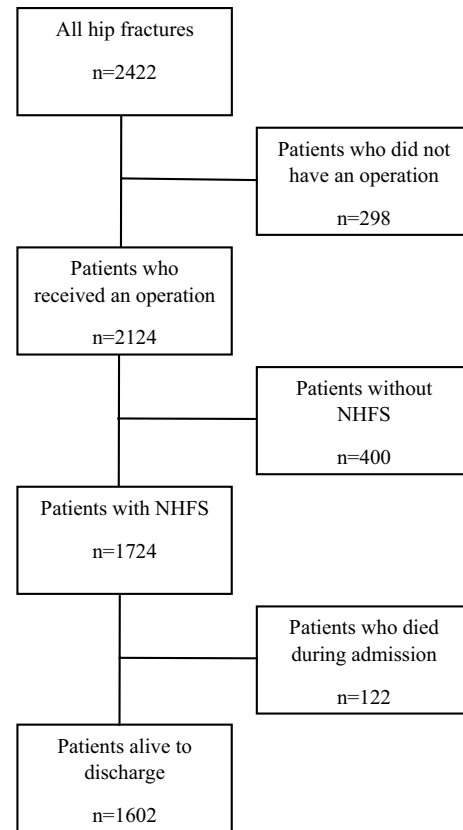 All hip fractures
n=2422
Patients who did not
have an operation
n=298
Patients who
received an operation
n=2124
Patients without
NHFS
n=400
Patients with NHFS
n=1724
Patients who died
during admission
n=122
Patients alive to
discharge
n=1602